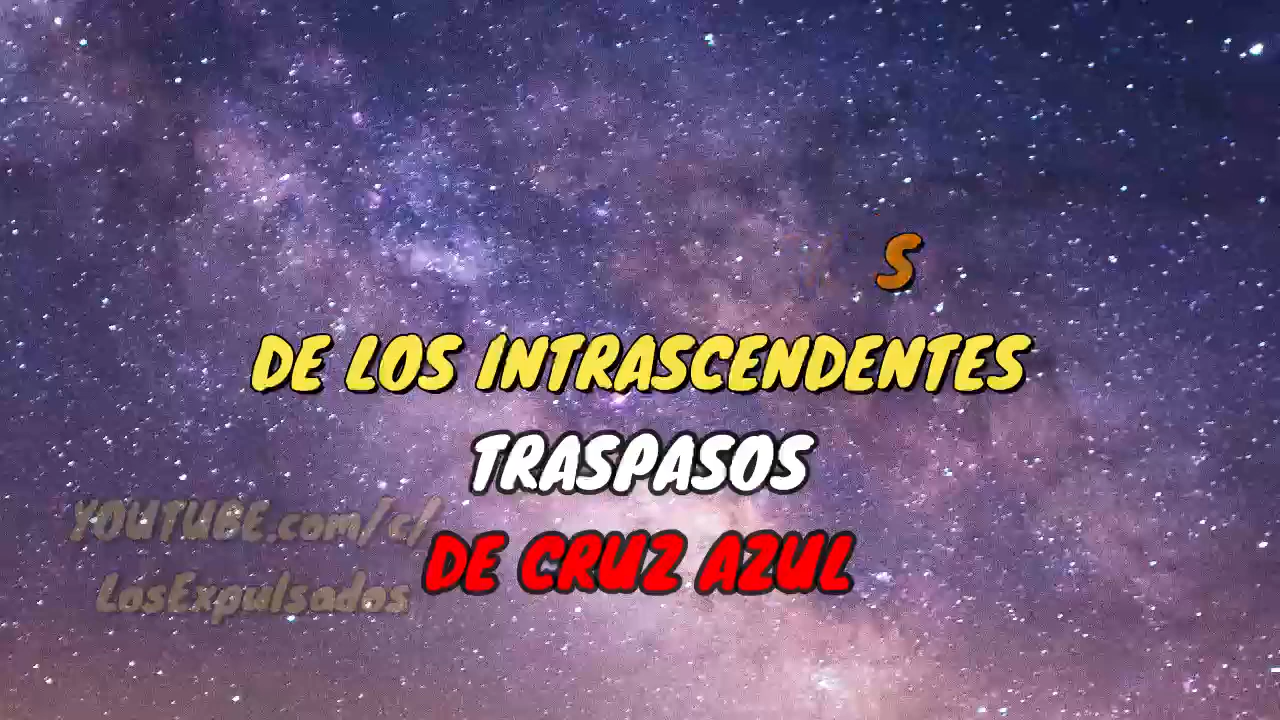 S
DE LOS INTRASCENDENTES
TRASPASOS
DE CRUZ AZUL
YOUTUBE.com/c/
LosExpulsados